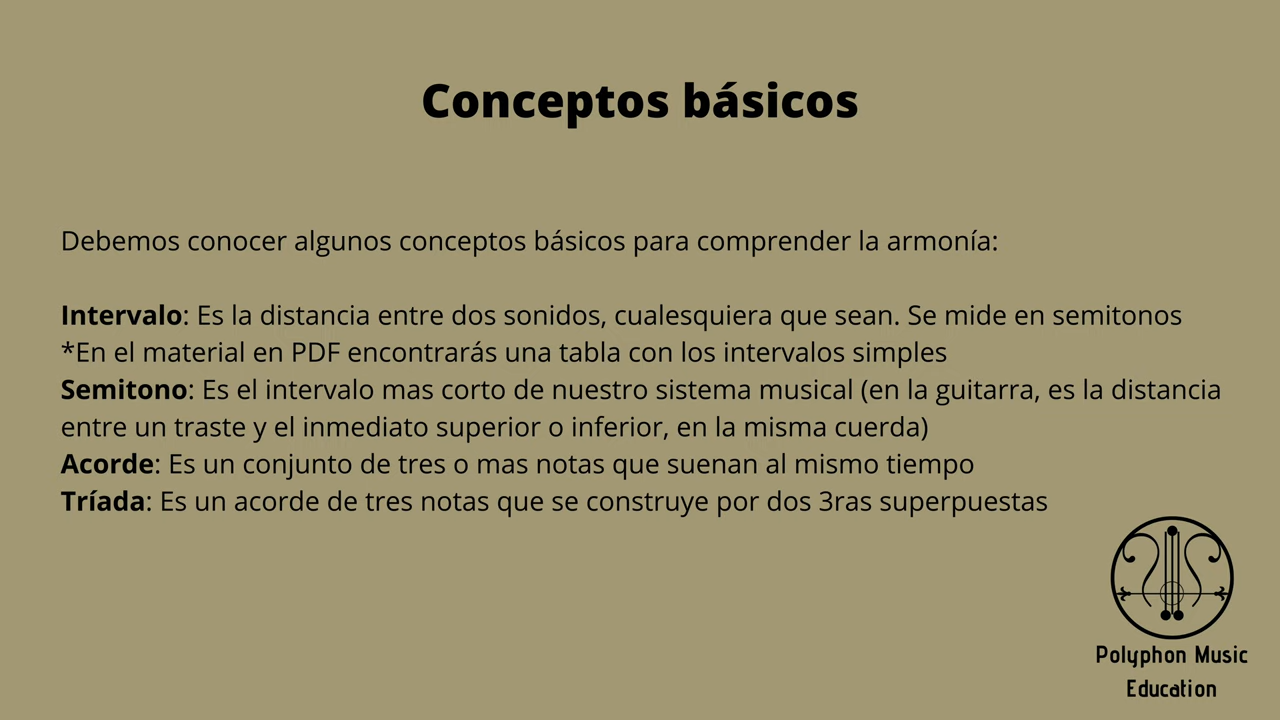 Conceptos básicos
Debemos conocer algunos conceptos básicos para comprender la armonía:
Intervalo: Es la distancia entre dos sonidos, cualesquiera que sean. Se mide en semitonos
*En el material en PDF encontrarás una tabla con los intervalos simples
Semitono: Es el intervalo mas corto de nuestro sistema musical (en la guitarra, es la distancia
entre un traste y el inmediato superior o inferior, en la misma cuerda)
Acorde: Es un conjunto de tres o mas notas que suenan al mismo tiempo
Tríada: Es un acorde de tres notas que se construye por dos 3ras superpuestas
Polyphon Music
Education